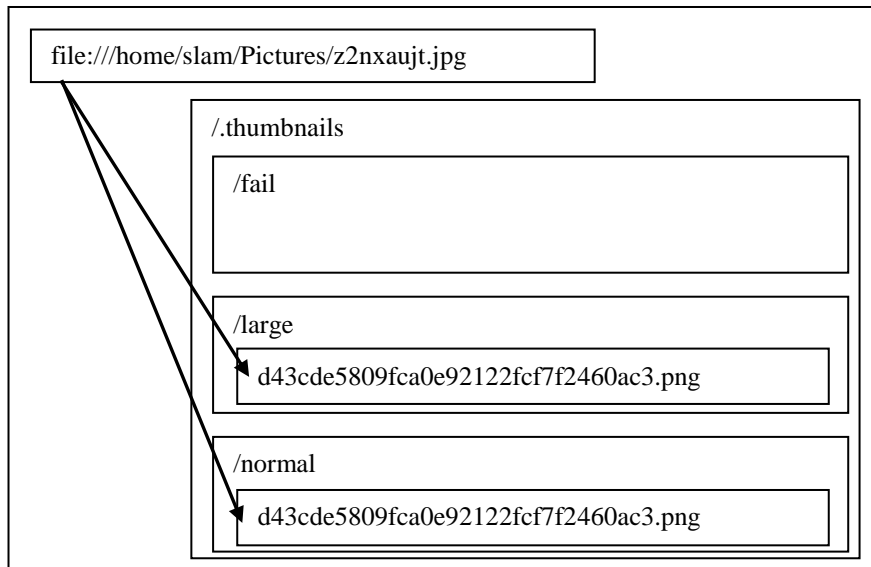 file:///home/slam/Pictures/z2nxaujt.jpg
/.thumbnails
/fail
/large
d43cde5809fca0e92122fcf7f2460ac3.png
/normal
d43cde5809fca0e92122fcf7f2460ac3.png